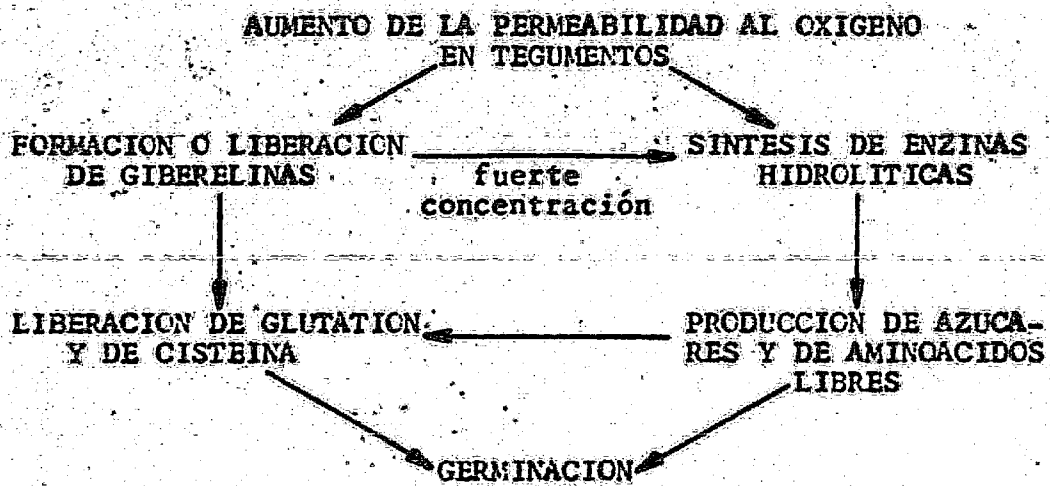 AUMENTO DE LA PERMEABILIDAD AL OXIGENO
EN TEGUMENTOS
FORMACION O LIBERACION
DE GIBERELINAS
fuerte
concentración
SINTESIS DE ENZINAS
HIDROLITICAS
LIBERACION DE GLUTATION
Y DE CISTEINA
PRODUCCION DE AZUCA-
RES Y DE AMINOACIDOS
LIBRES
GERMINACION